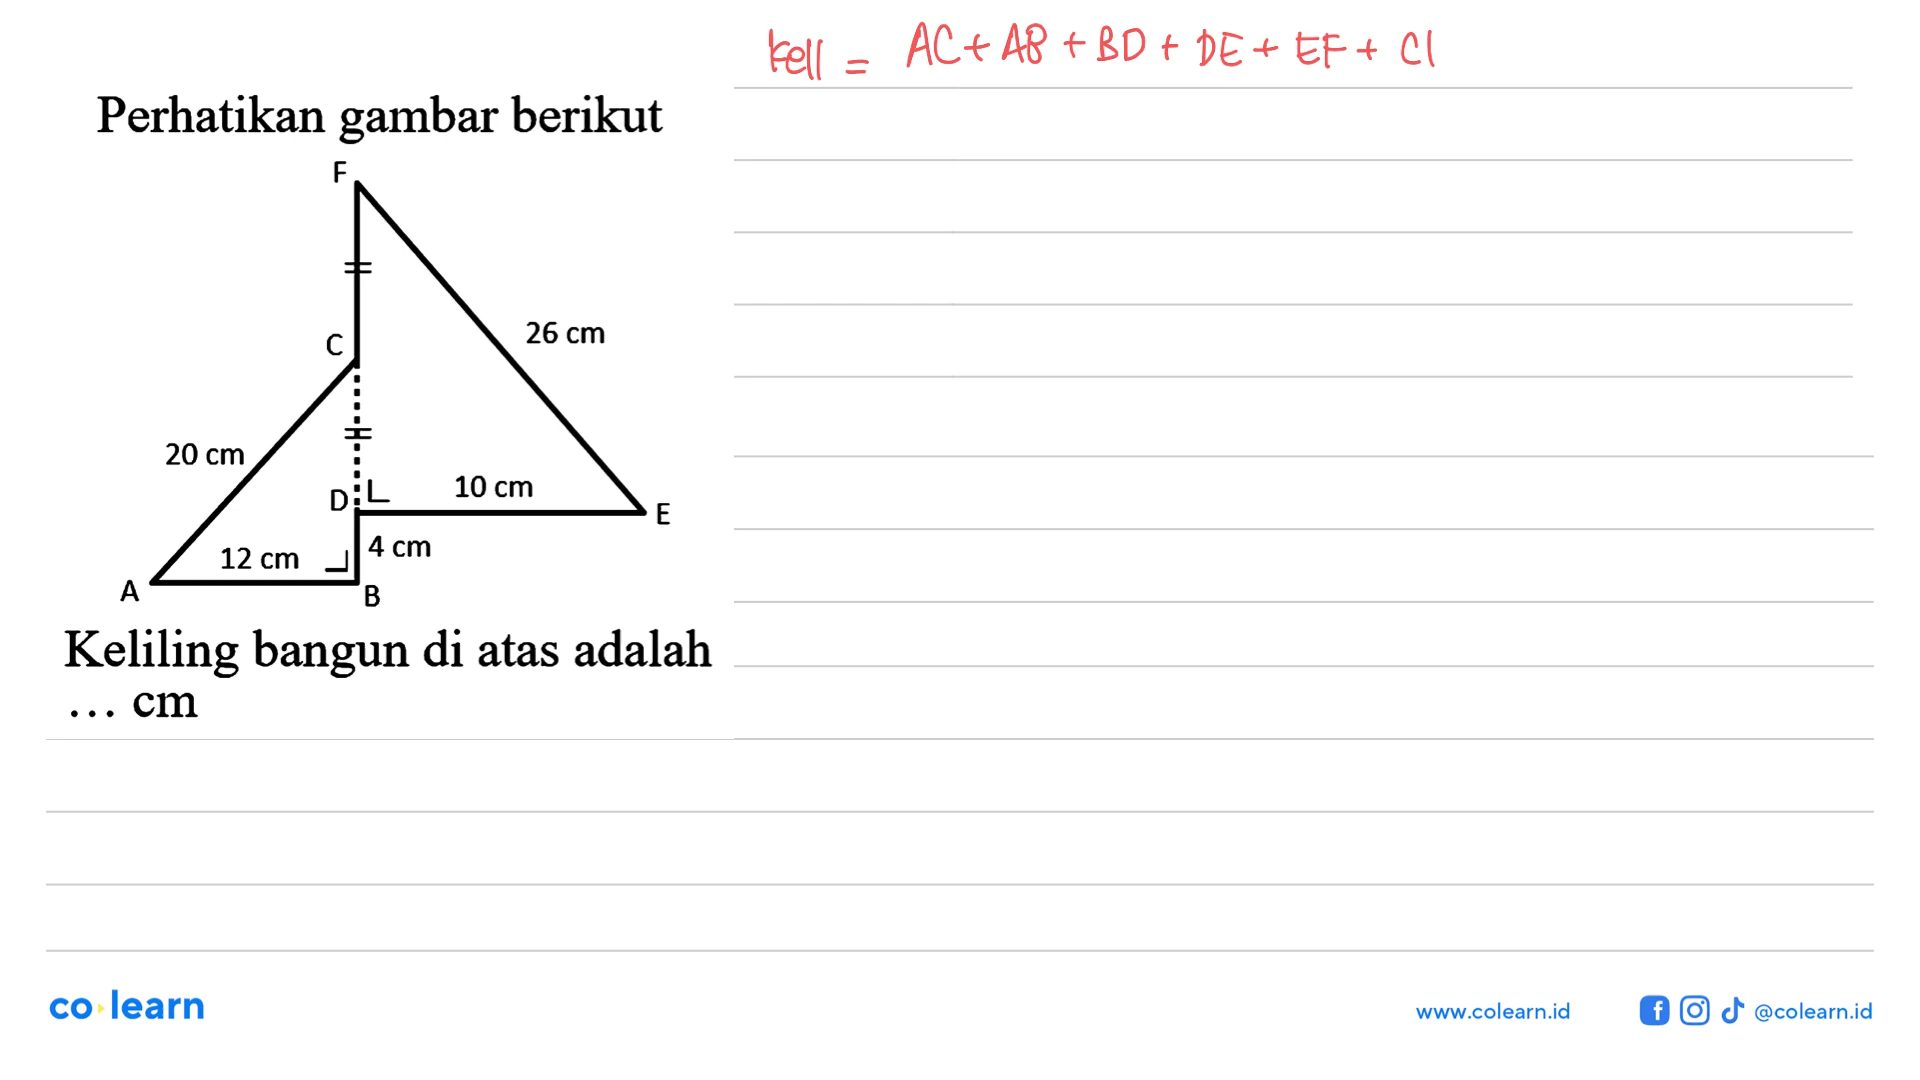 kell = AC + AB + BD + DE + EF + C
Perhatikan gambar berikut
F
26 cm
C
20 cm
D
10 cm
E
12 cm
4 cm
A
B
Keliling bangun di atas adalah
... cm
co learn
www.colearn.id
@colearn.id